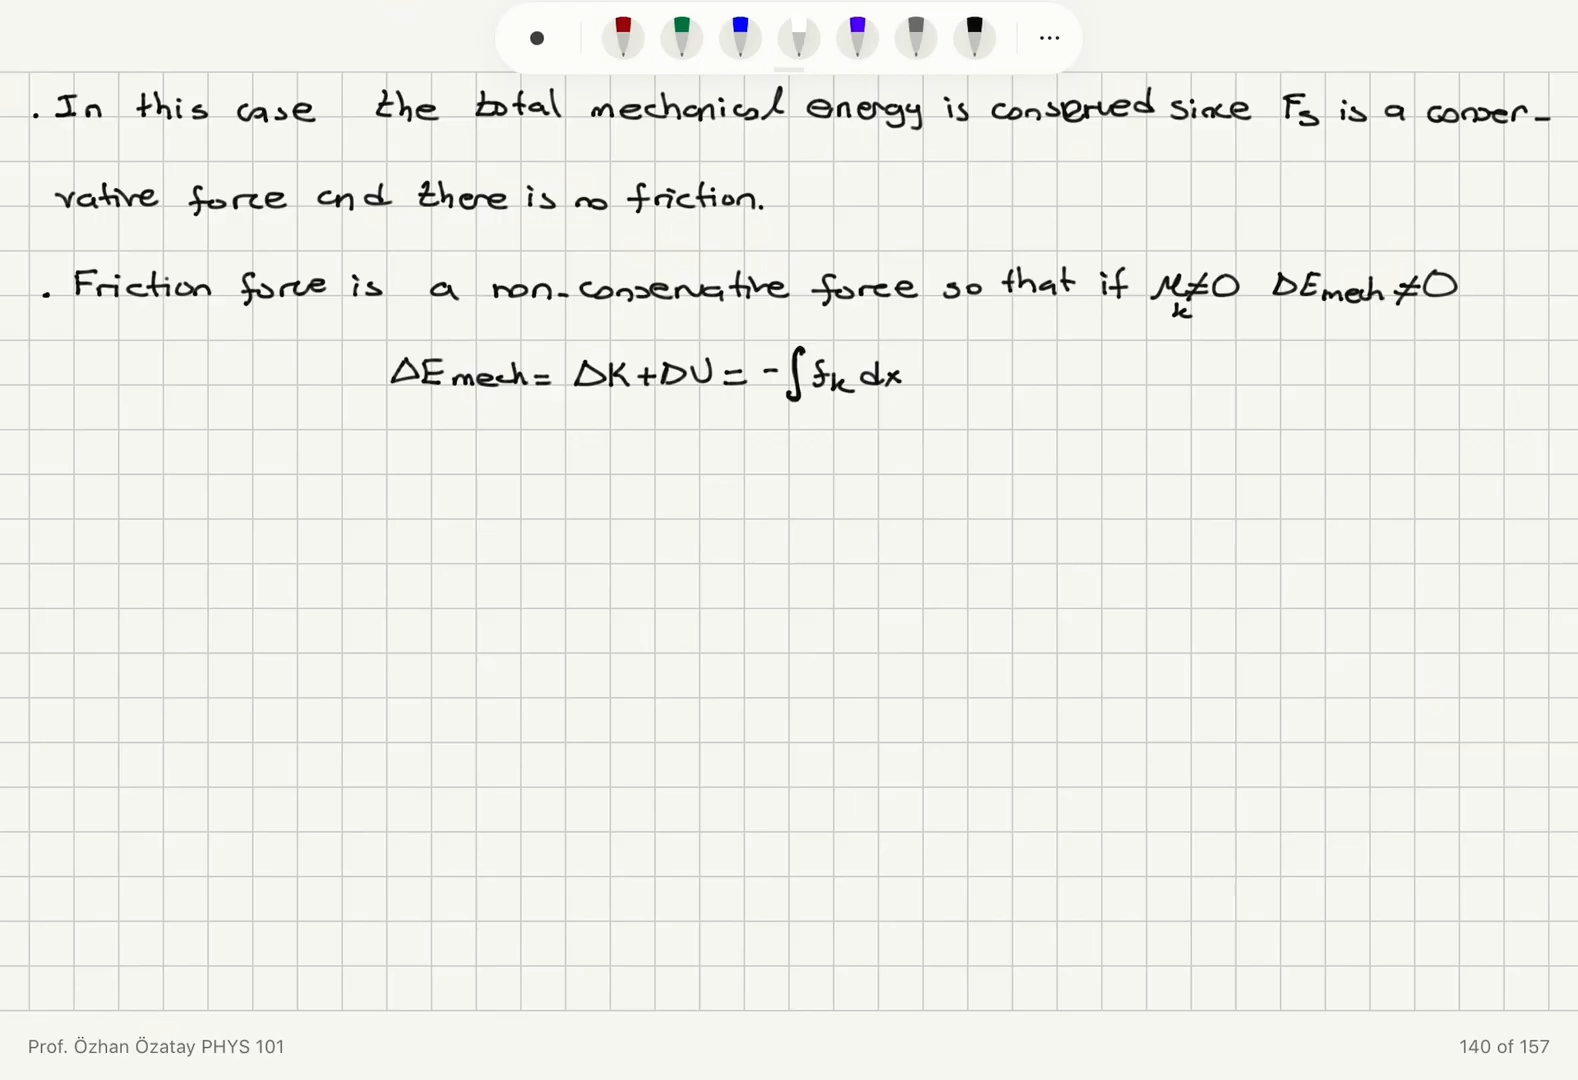 . In this case the total mechanical energy is conserved since Fs is a conser-
vative force and there is no friction.
. Friction force is a non-conservative force so that if μk≠0 ΔEmech≠0
ΔEmech = ΔK+ΔU = -∫fk dx
Prof. Özhan Özatay PHYS 101
140 of 157